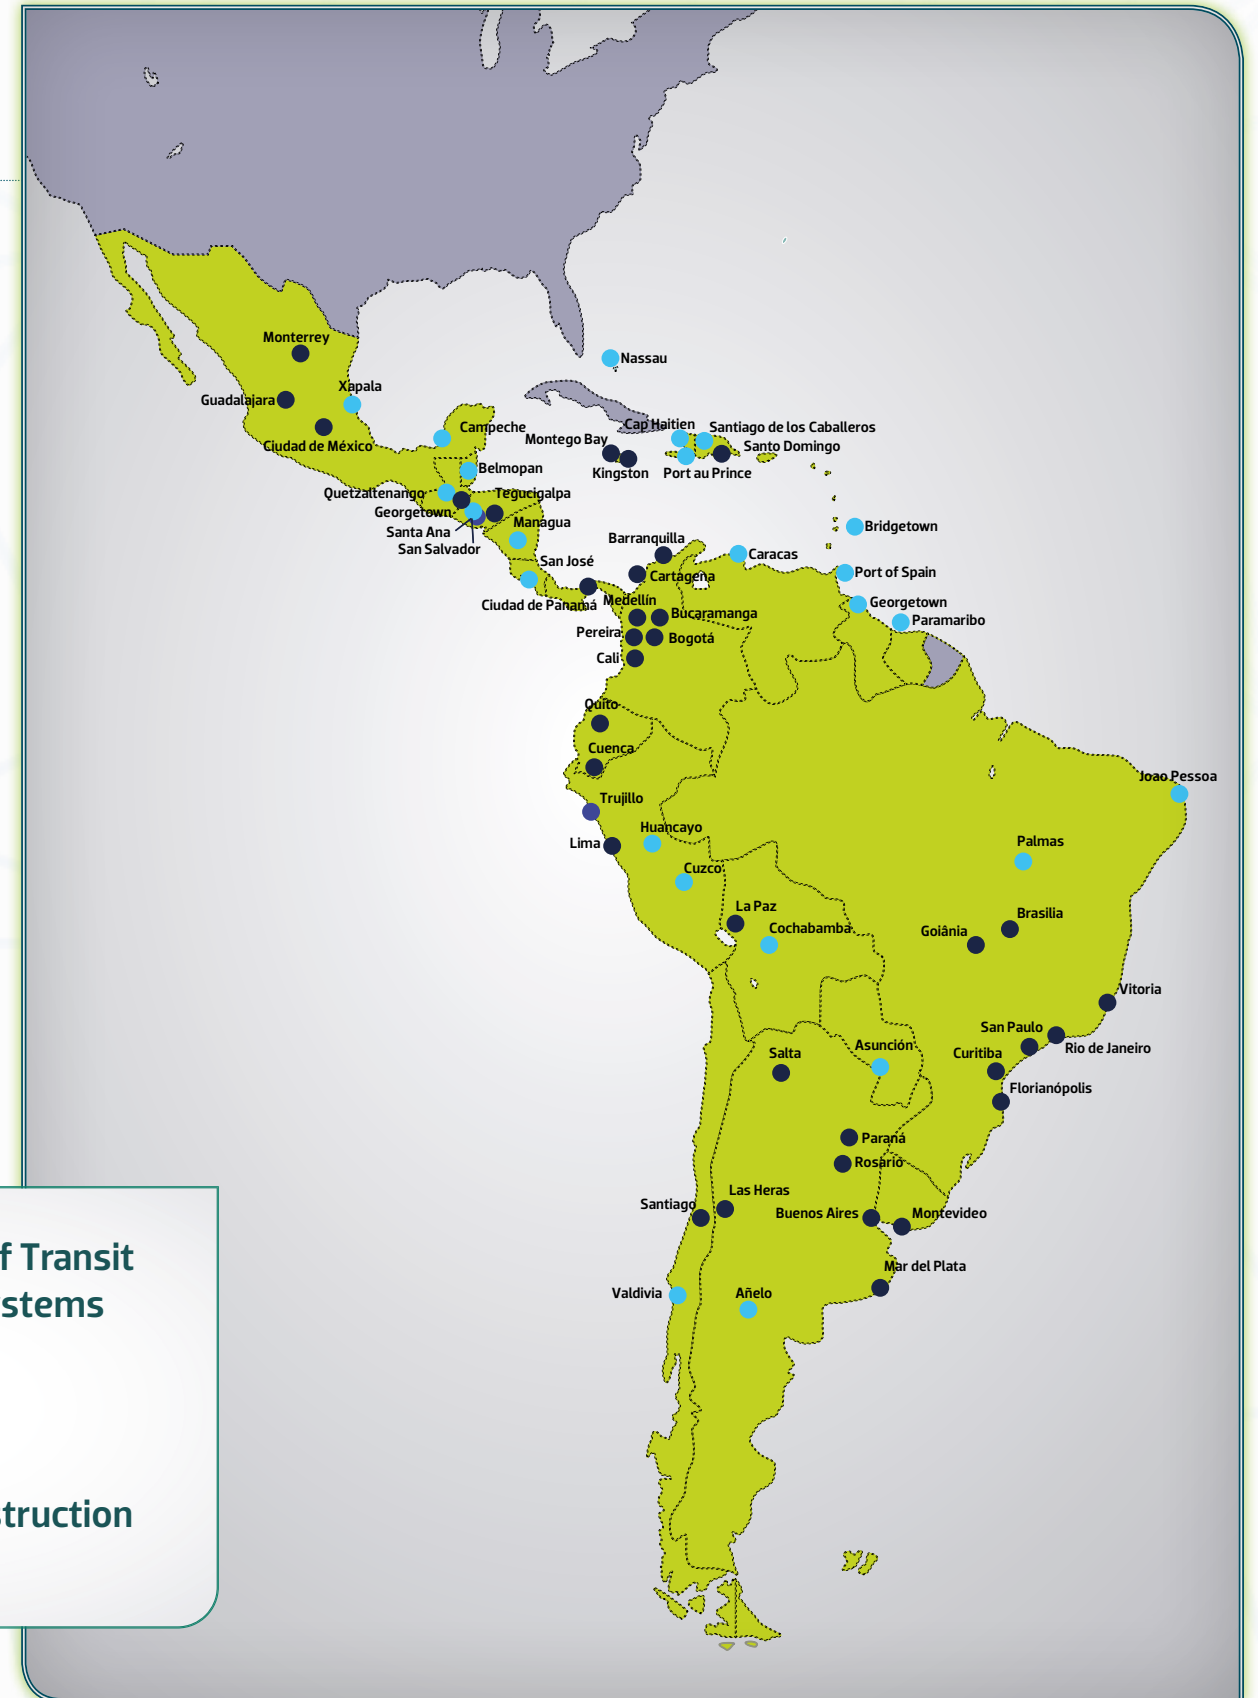 Monterrey
Nassau
Xapala
Guadalajara
Campeche
Cap Haitien
Santiago de los Caballeros
Ciudad de México
Montego Bay
Santo Domingo
Belmopan
Kingston
Port au Prince
Quetzaltenango
Tegucigalpa
Georgetown
Managua
Bridgetown
Santa Ana
San Salvador
Barranquilla
Caracas
San José
Cartagena
Port of Spain
Ciudad de Panamá
Medellín
Bucaramanga
Georgetown
Paramaribo
Pereira
Bogotá
Cali
Quito
Cuenca
Joao Pessoa
Trujillo
Huancayo
Lima
Palmas
Cuzco
La Paz
Cochabamba
Brasilia
Goiânia
Vitoria
San Paulo
Rio de Janeiro
Asunción
Salta
Curitiba
Florianópolis
Paraná
Rosario
Las Heras
Santiago
Buenos Aires
Montevideo
Mar del Plata
Valdivia
Añelo
f Transit
stems
struction